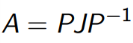 A = PJP⁻¹